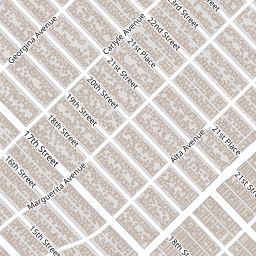 23rd Street
22nd Street
Carlyle Avenue
Georgina Avenue
21st Place
21st Street
20th Street
19th Street
18th Street
17th Street
21st Place
Alta Avenue
16th Street
Marguerita Avenue
21st
15th Street
18th Street